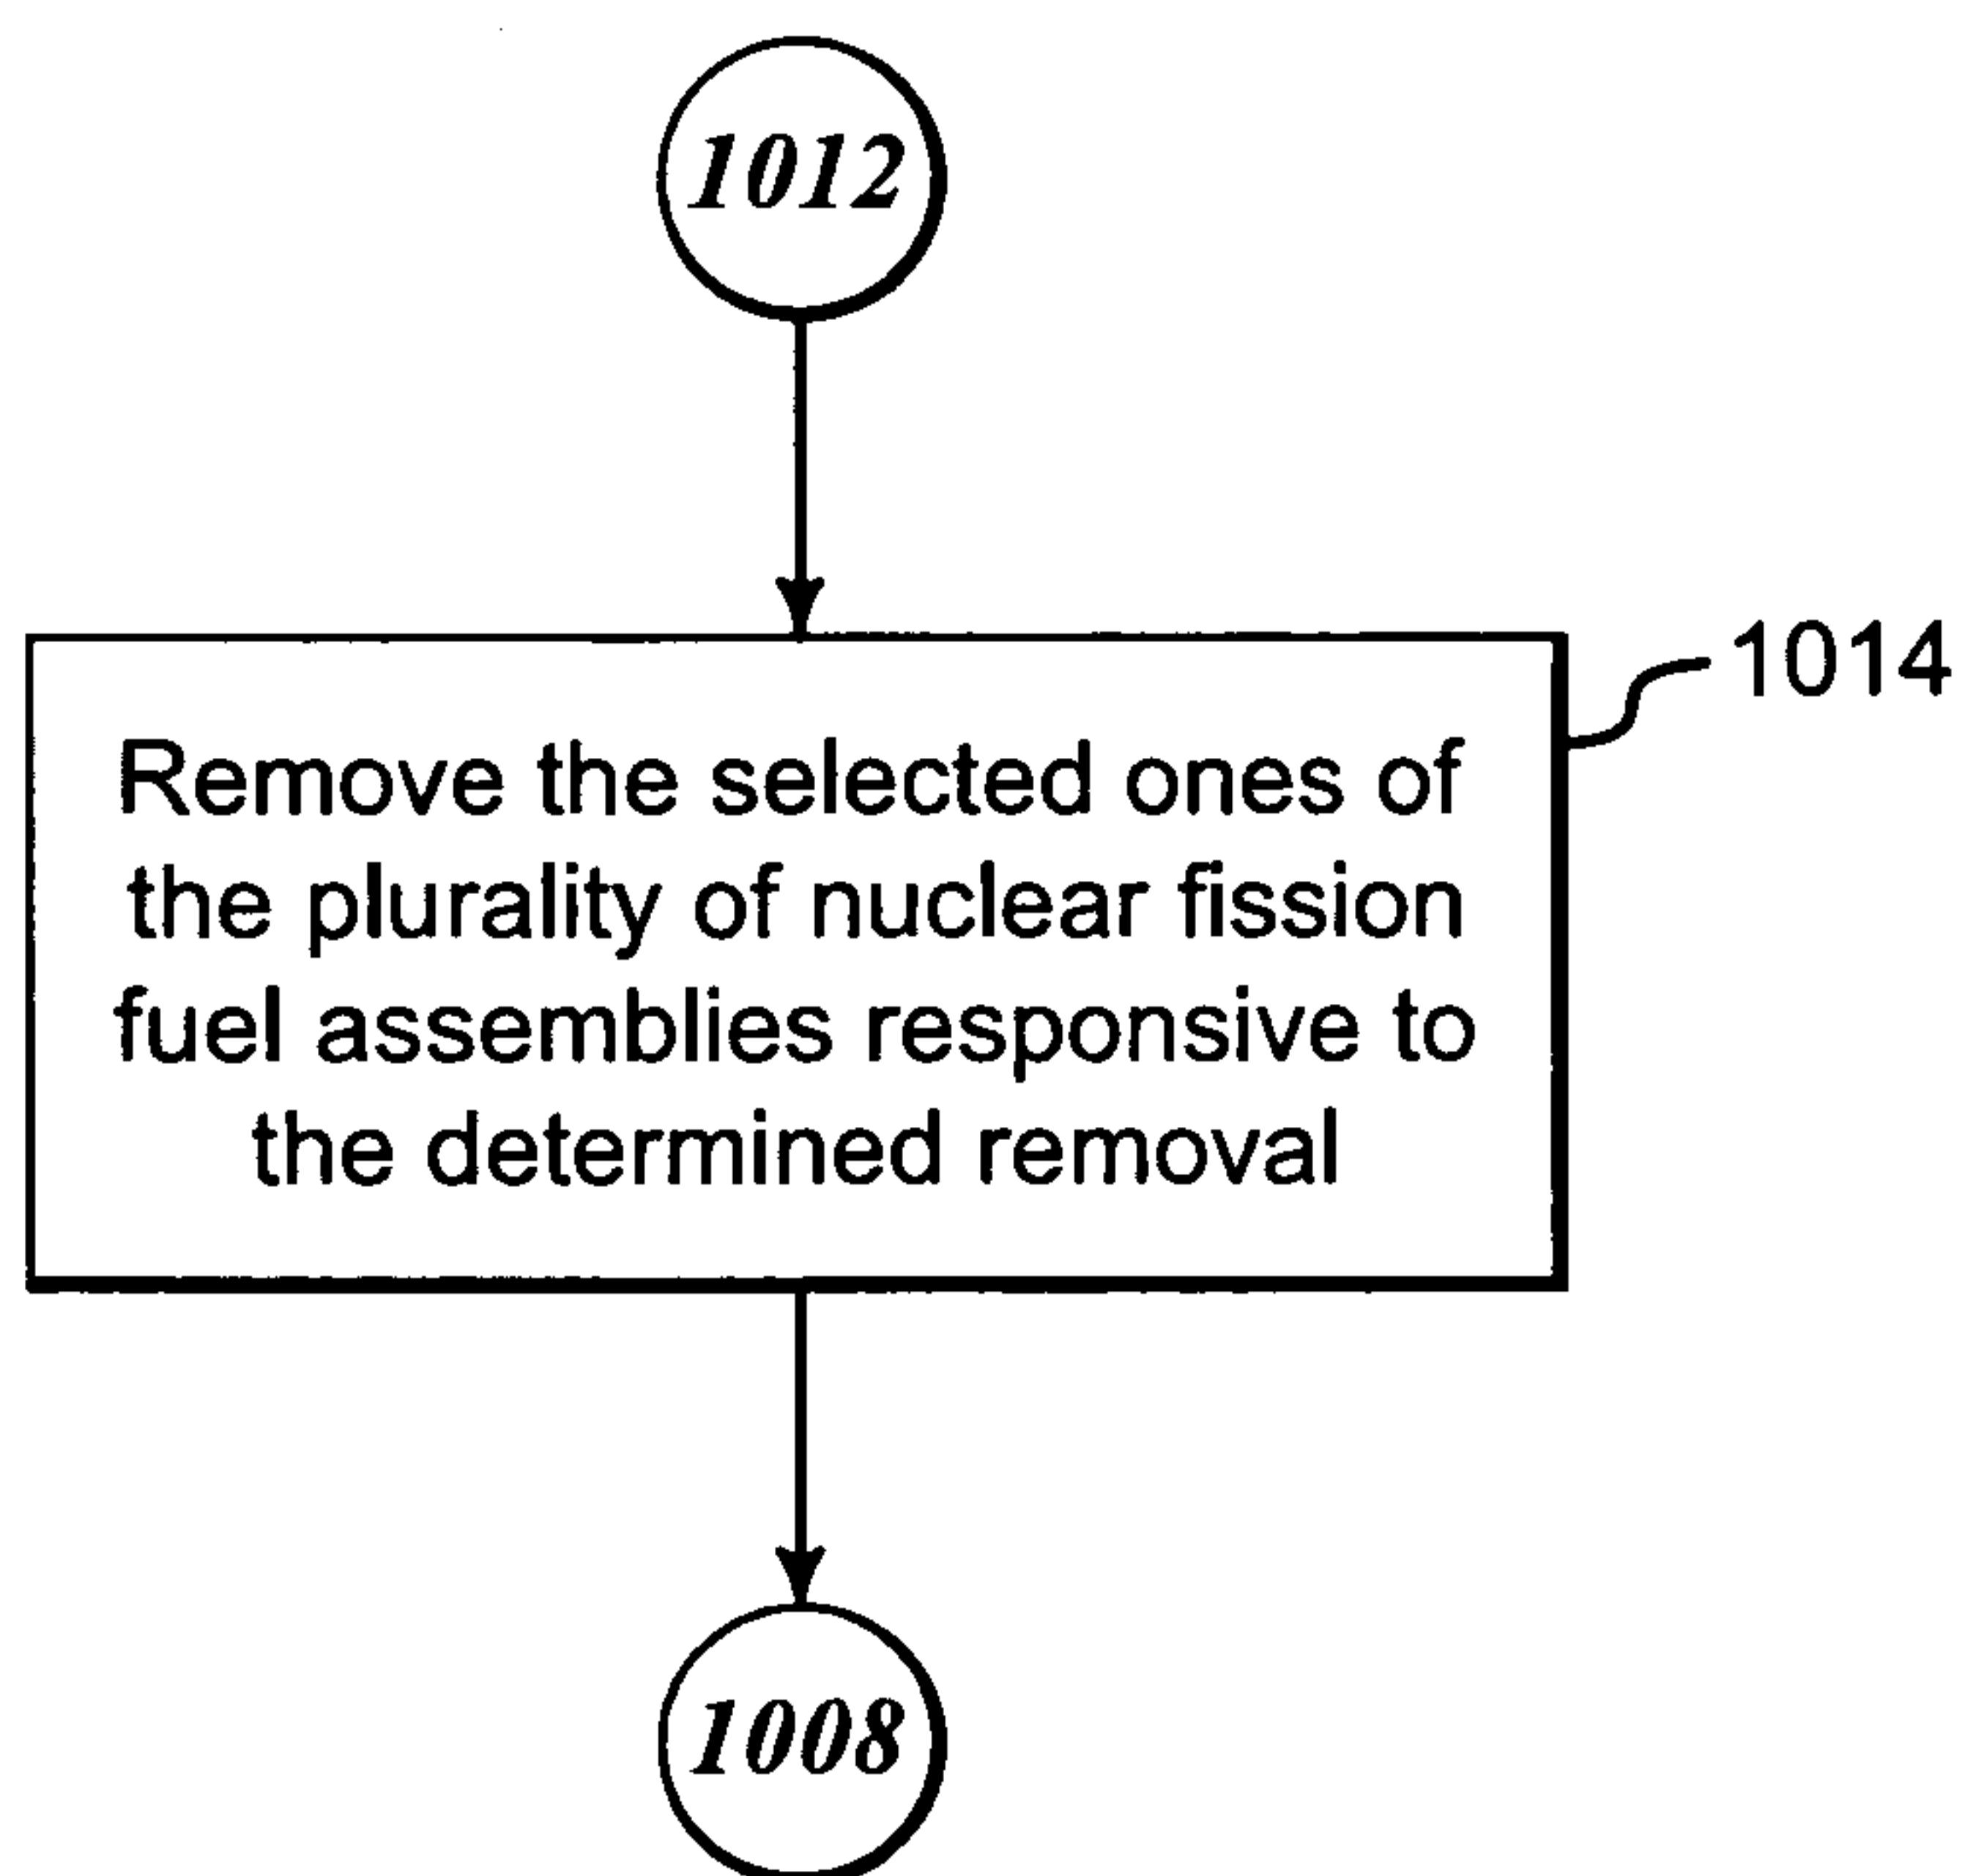 1012
1014
Remove the selected ones of
the plurality of nuclear fission
fuel assemblies responsive to
the determined removal
1008